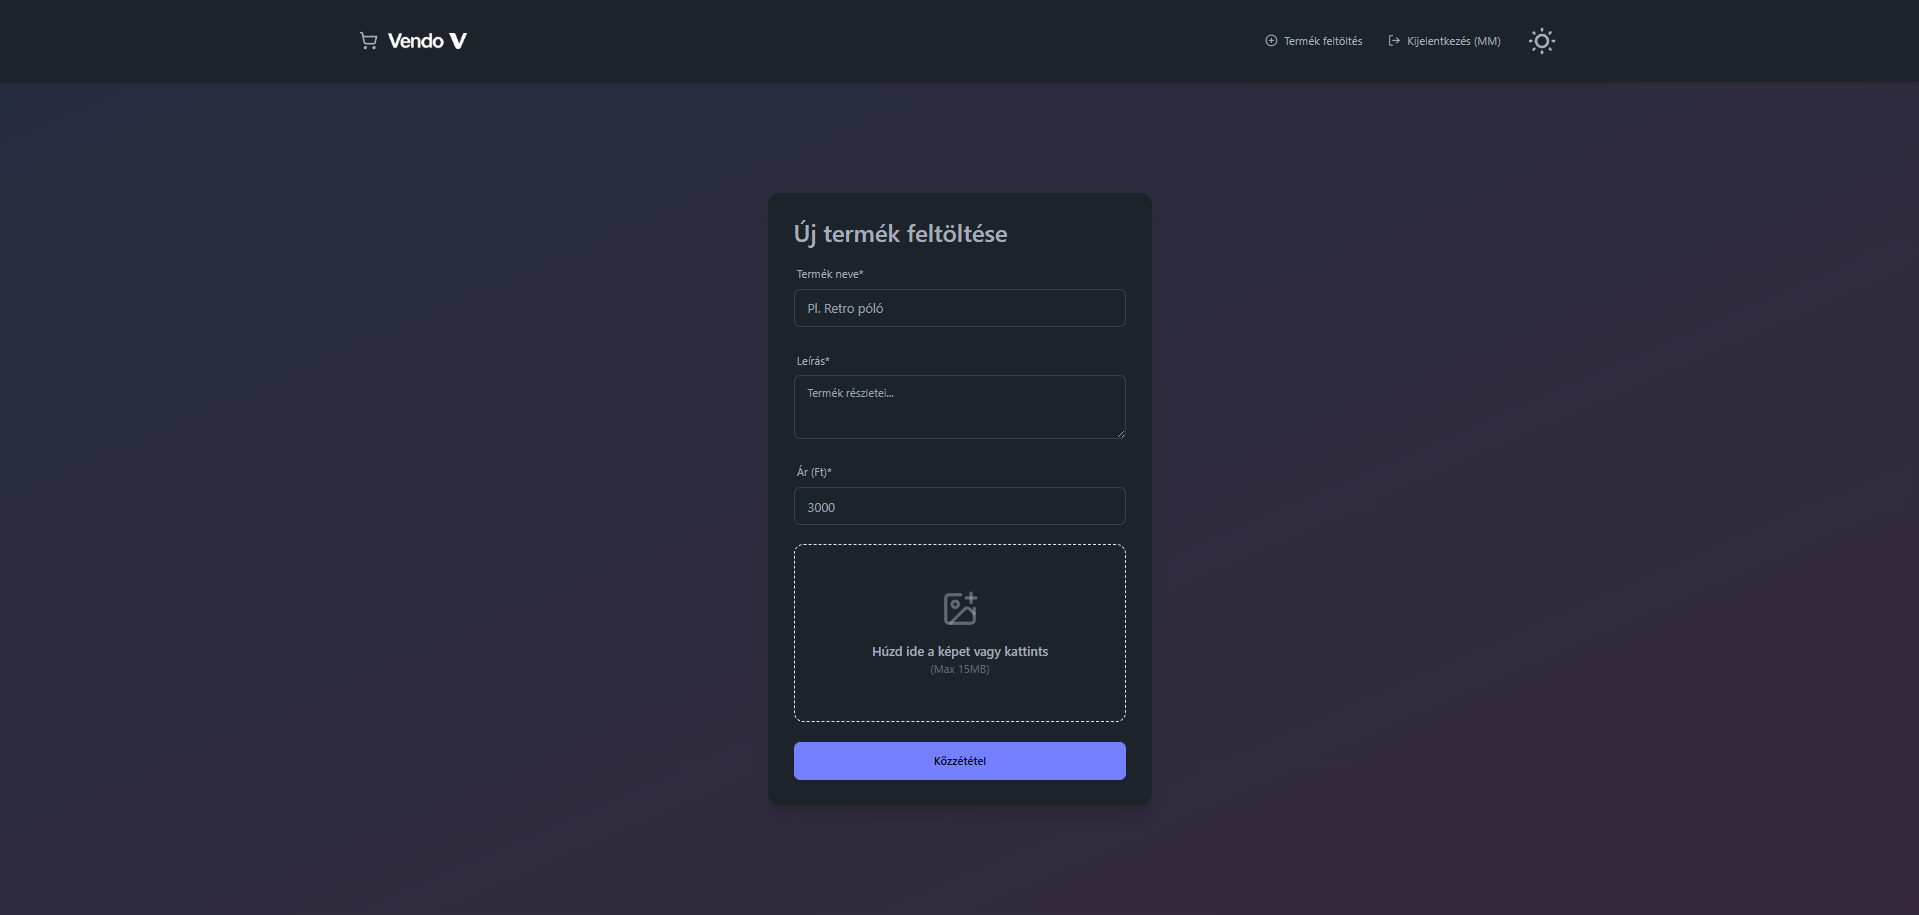 Vendo V
Termék feltöltés
Kijelentkezés (MM)
Új termék feltöltése
Termék neve*
Pl. Retro póló
Leírás*
Termék részletei...
Ár (Ft)*
3000
Húzd ide a képet vagy kattints
(Max 15MB)
Közzététel